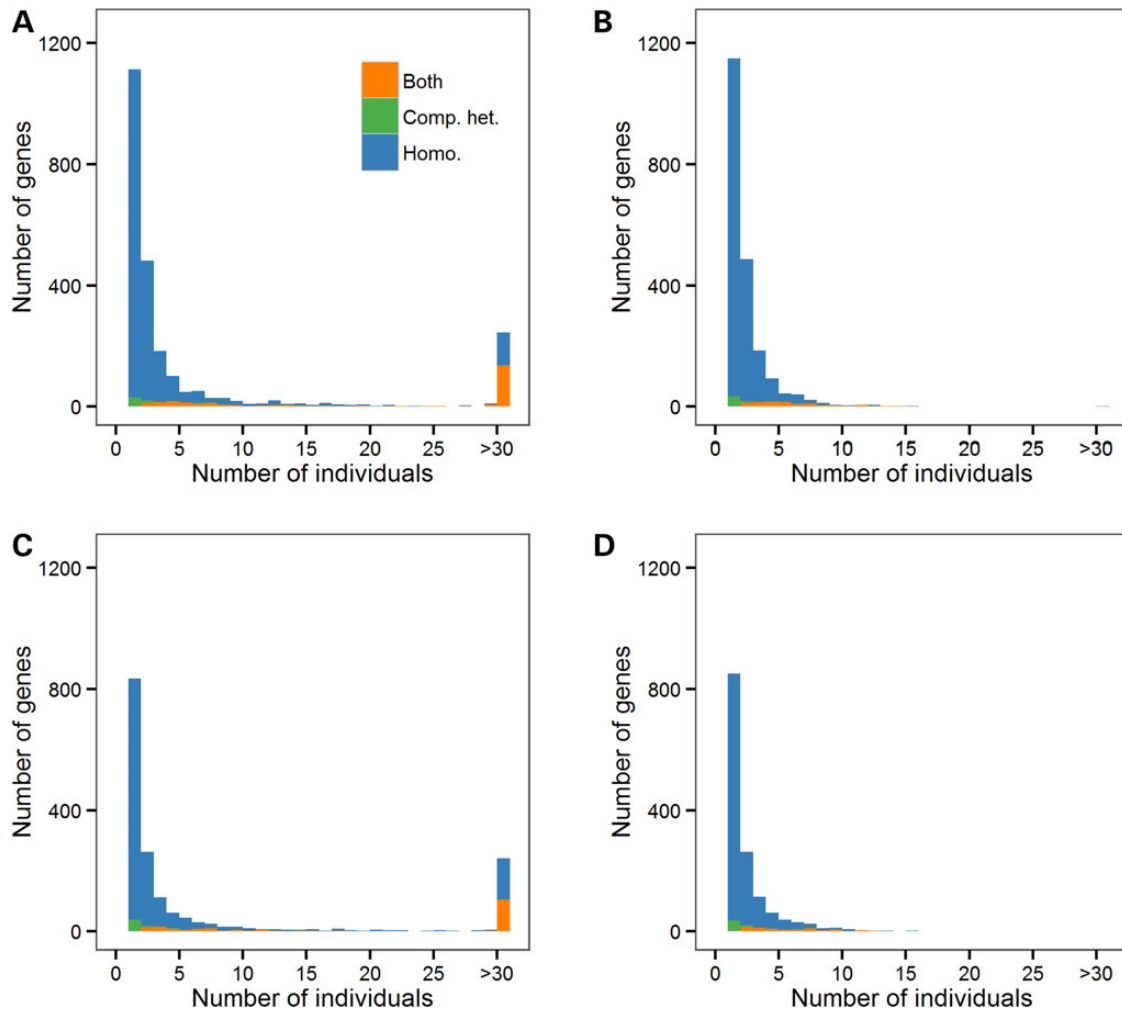 A
1200
800
400
0
Number of genes
Both
Comp. het.
Homo.
0 5 10 15 20 25 >30
Number of individuals
B
1200
800
400
0
Number of genes
0 5 10 15 20 25 >30
Number of individuals
C
1200
800
400
0
Number of genes
0 5 10 15 20 25 >30
Number of individuals
D
1200
800
400
0
Number of genes
0 5 10 15 20 25 >30
Number of individuals